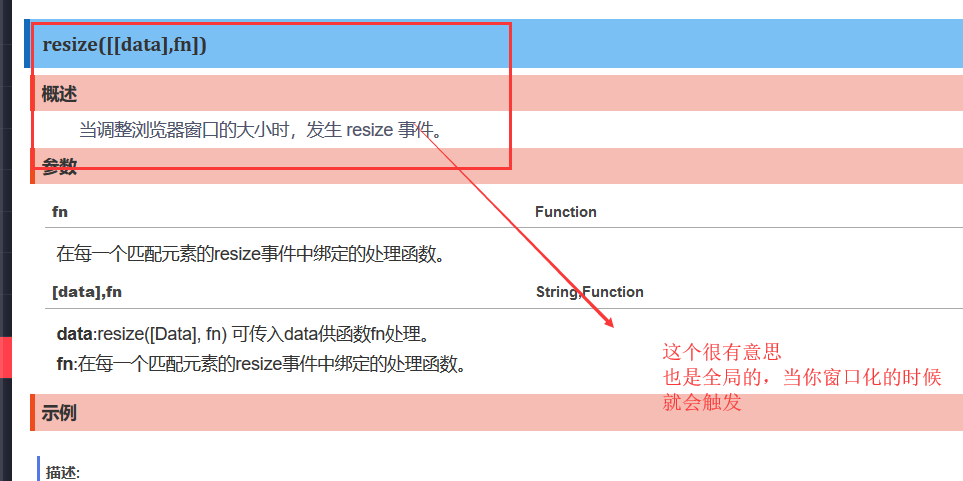 resize([[data],fn])
概述
当调整浏览器窗口的大小时，发生 resize 事件。
参数
fn Function
在每一个匹配元素的resize事件中绑定的处理函数。
[data],fn String,Function
data:resize([Data], fn) 可传入data供函数fn处理。
fn:在每一个匹配元素的resize事件中绑定的处理函数。
这个很有意思
也是全局的，当你窗口化的时候
就会触发
示例
描述: